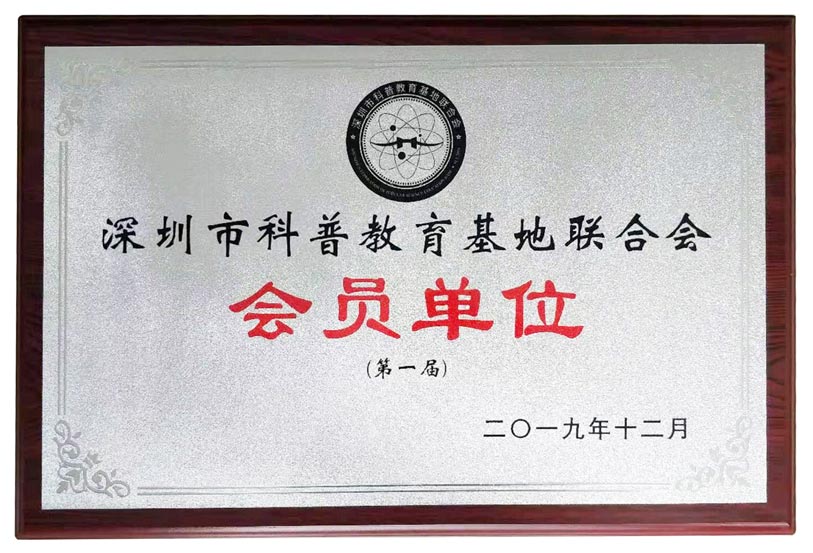 深圳市科普教育基地联合会
深圳市科普教育基地联合会
会员单位
(第一届)
二〇一九年十二月